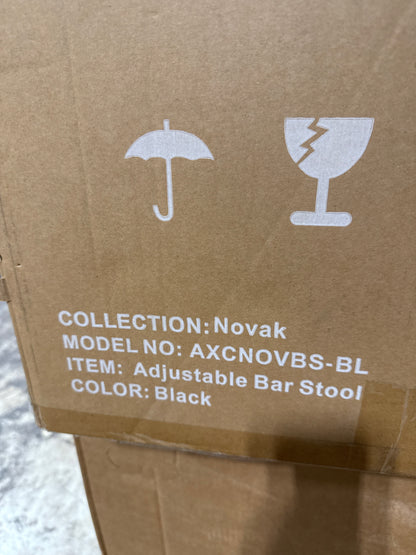 COLLECTION: Novak
MODEL NO: AXCNOVBS-BL
ITEM: Adjustable Bar Stool
COLOR: Black